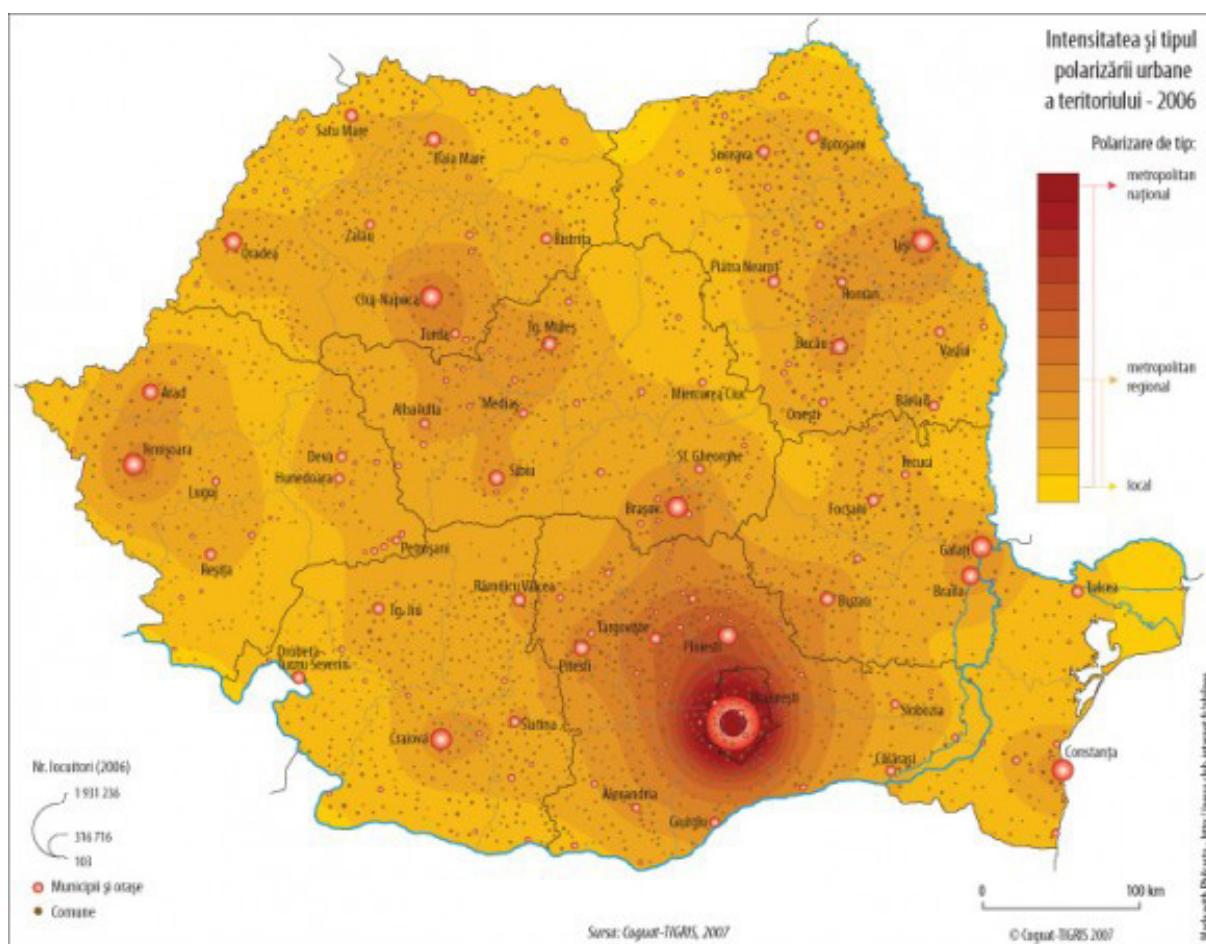 Intensitatea și tipul
polarizării urbane
a teritoriului - 2006
Polarizare de tip:
metropolitan
național
metropolitan
regional
local
Satu Mare
Baia Mare
Suceava
Botoșani
Oradea
Zalău
Bistrița
Iași
Piatra Neamț
Roman
Cluj-Napoca
Turda
Tg. Mureș
Bacău
Vaslui
Arad
Alba Iulia
Mediaș
Miercurea Ciuc
Onești
Bârlad
Timișoara
Deva
Hunedoara
Sibiu
Sf. Gheorghe
Tecuci
Lugoj
Brașov
Focșani
Reșița
Petroșani
Galați
Brăila
Tg. Jiu
Râmnicu Vâlcea
Buzau
Tulcea
Drobeta-
Turnu Severin
Târgoviște
Ploiești
Pitești
București
Craiova
Slatina
Slobozia
Călărași
Constanța
Alexandria
Giurgiu
Nr. locuitori (2006)
1 931 236
316 716
103
Municipii și orașe
Comune
0
100 km
Sursa: Coguat-TIGRIS, 2007
© Coguat-TIGRIS 2007
Made with Philcarto